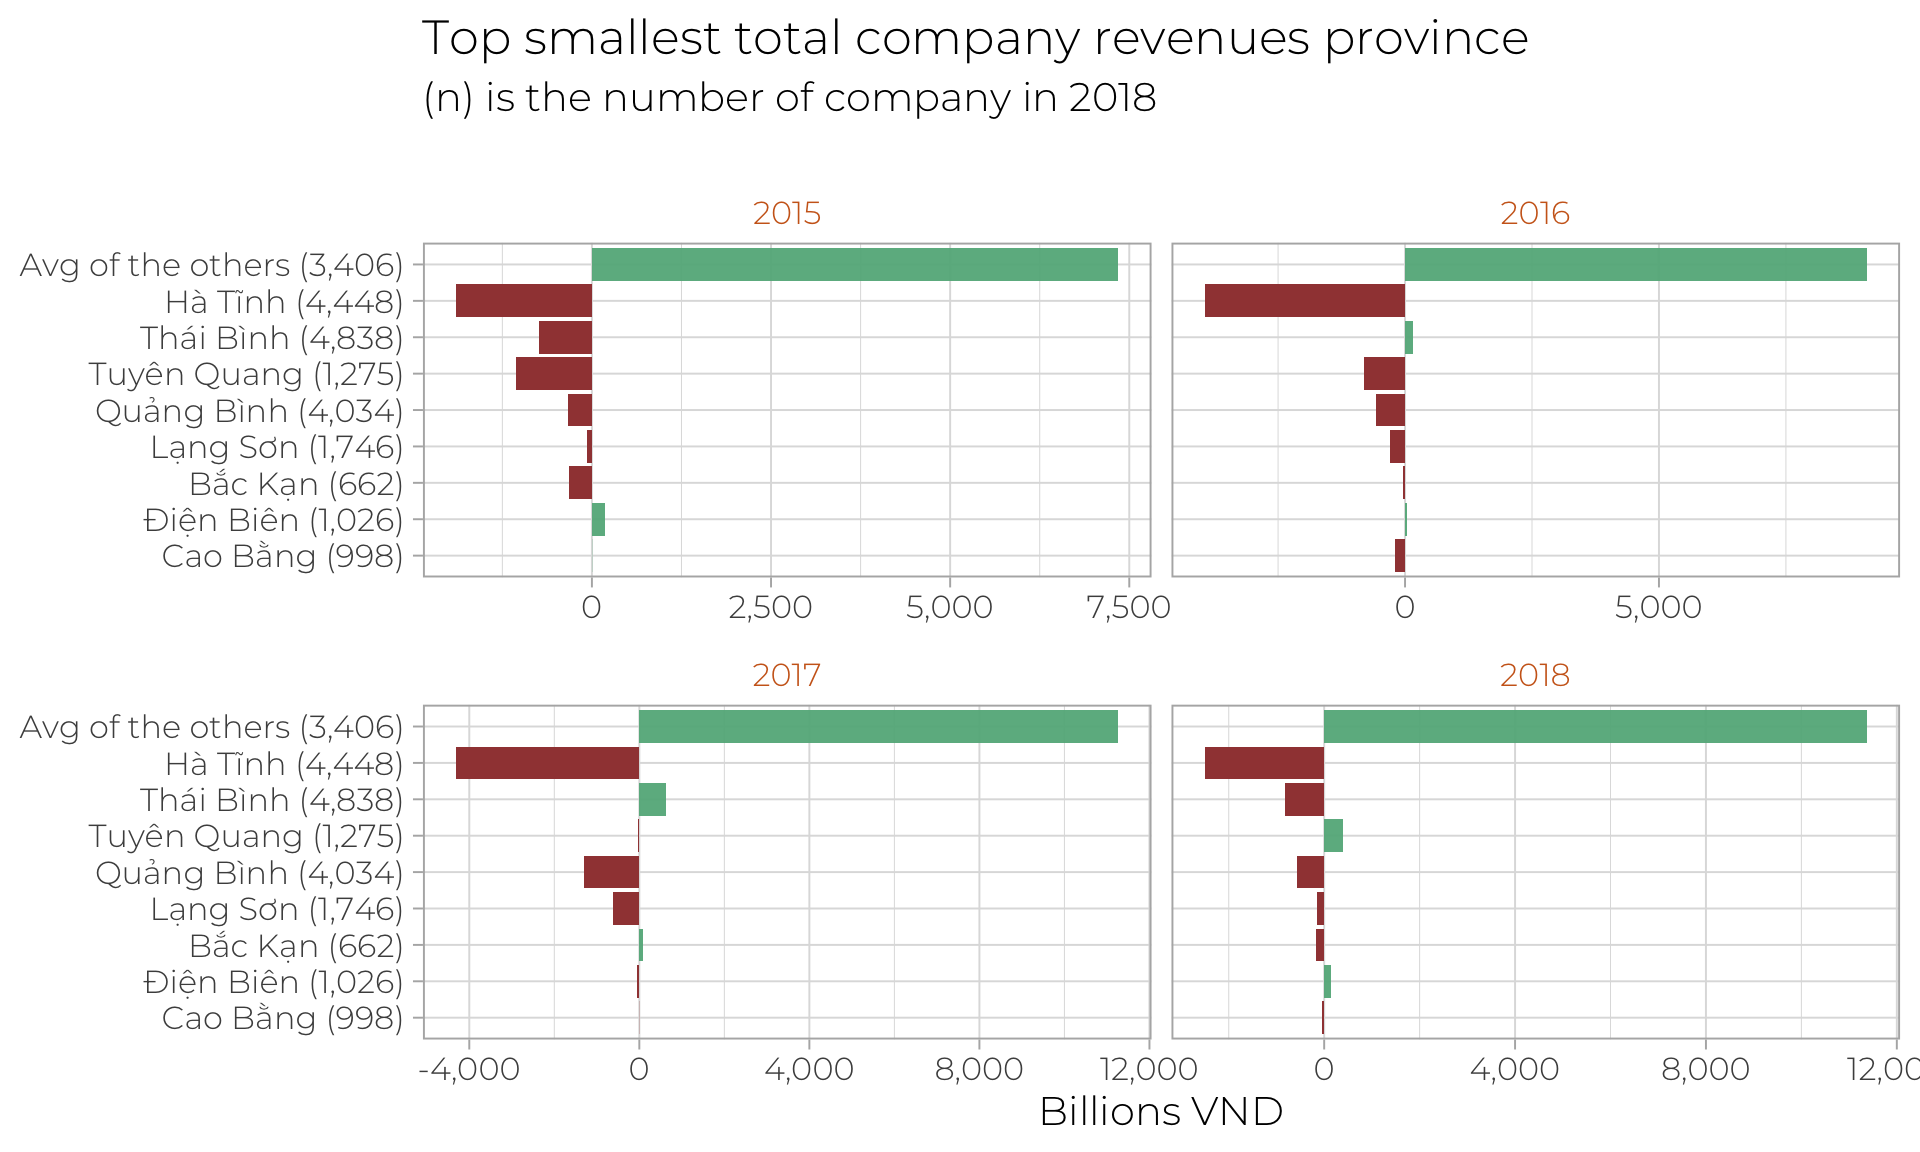 Top smallest total company revenues province
(n) is the number of company in 2018
2015
2016
Avg of the others (3,406)
Hà Tĩnh (4,448)
Thái Bình (4,838)
Tuyên Quang (1,275)
Quảng Bình (4,034)
Lạng Sơn (1,746)
Bắc Kạn (662)
Điện Biên (1,026)
Cao Bằng (998)
0 2,500 5,000 7,500
0 5,000
2017
2018
Avg of the others (3,406)
Hà Tĩnh (4,448)
Thái Bình (4,838)
Tuyên Quang (1,275)
Quảng Bình (4,034)
Lạng Sơn (1,746)
Bắc Kạn (662)
Điện Biên (1,026)
Cao Bằng (998)
-4,000 0 4,000 8,000 12,000
0 4,000 8,000 12,00
Billions VND